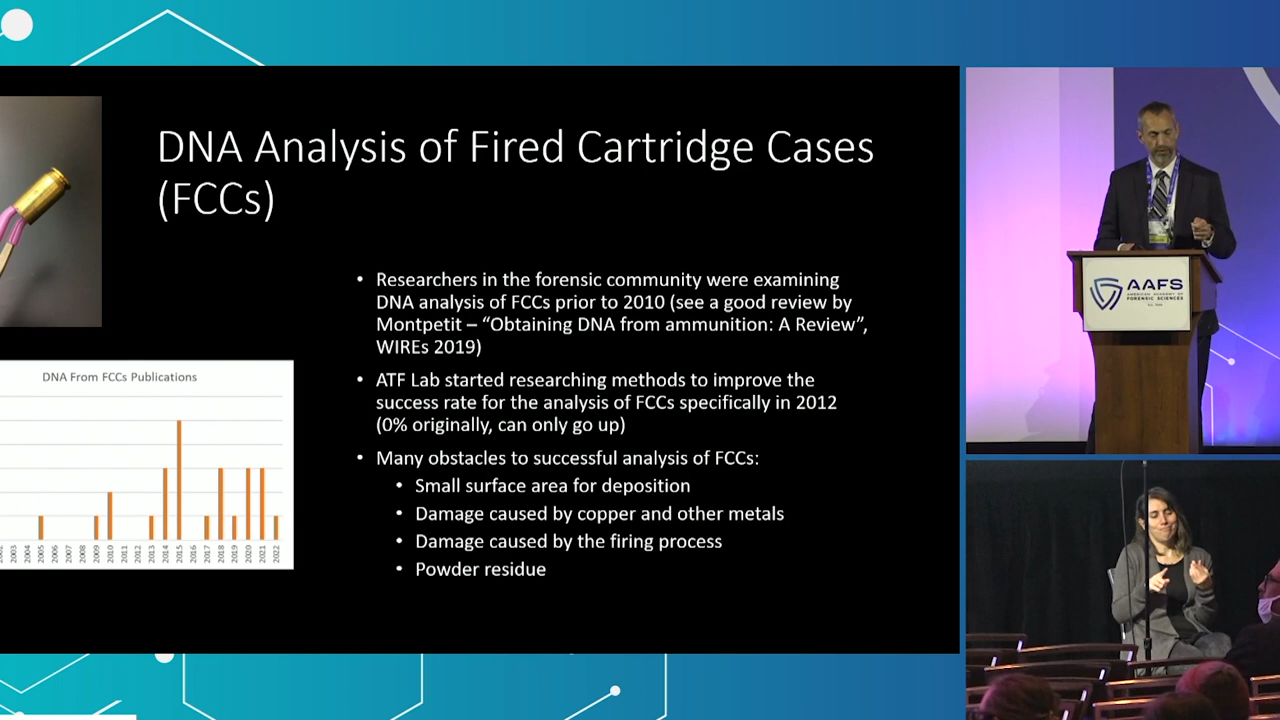 DNA Analysis of Fired Cartridge Cases
(FCCs)
• Researchers in the forensic community were examining
DNA analysis of FCCs prior to 2010 (see a good review by
Montpetit – “Obtaining DNA from ammunition: A Review”,
WIREs 2019)
• ATF Lab started researching methods to improve the
success rate for the analysis of FCCs specifically in 2012
(0% originally, can only go up)
• Many obstacles to successful analysis of FCCs:
• Small surface area for deposition
• Damage caused by copper and other metals
• Damage caused by the firing process
• Powder residue
DNA From FCCs Publications
2003 2004 2005 2006 2007 2008 2009 2010 2011 2012 2013 2014 2015 2016 2017 2018 2019 2020 2021 2022
AAFS
AMERICAN ACADEMY OF
FORENSIC SCIENCES